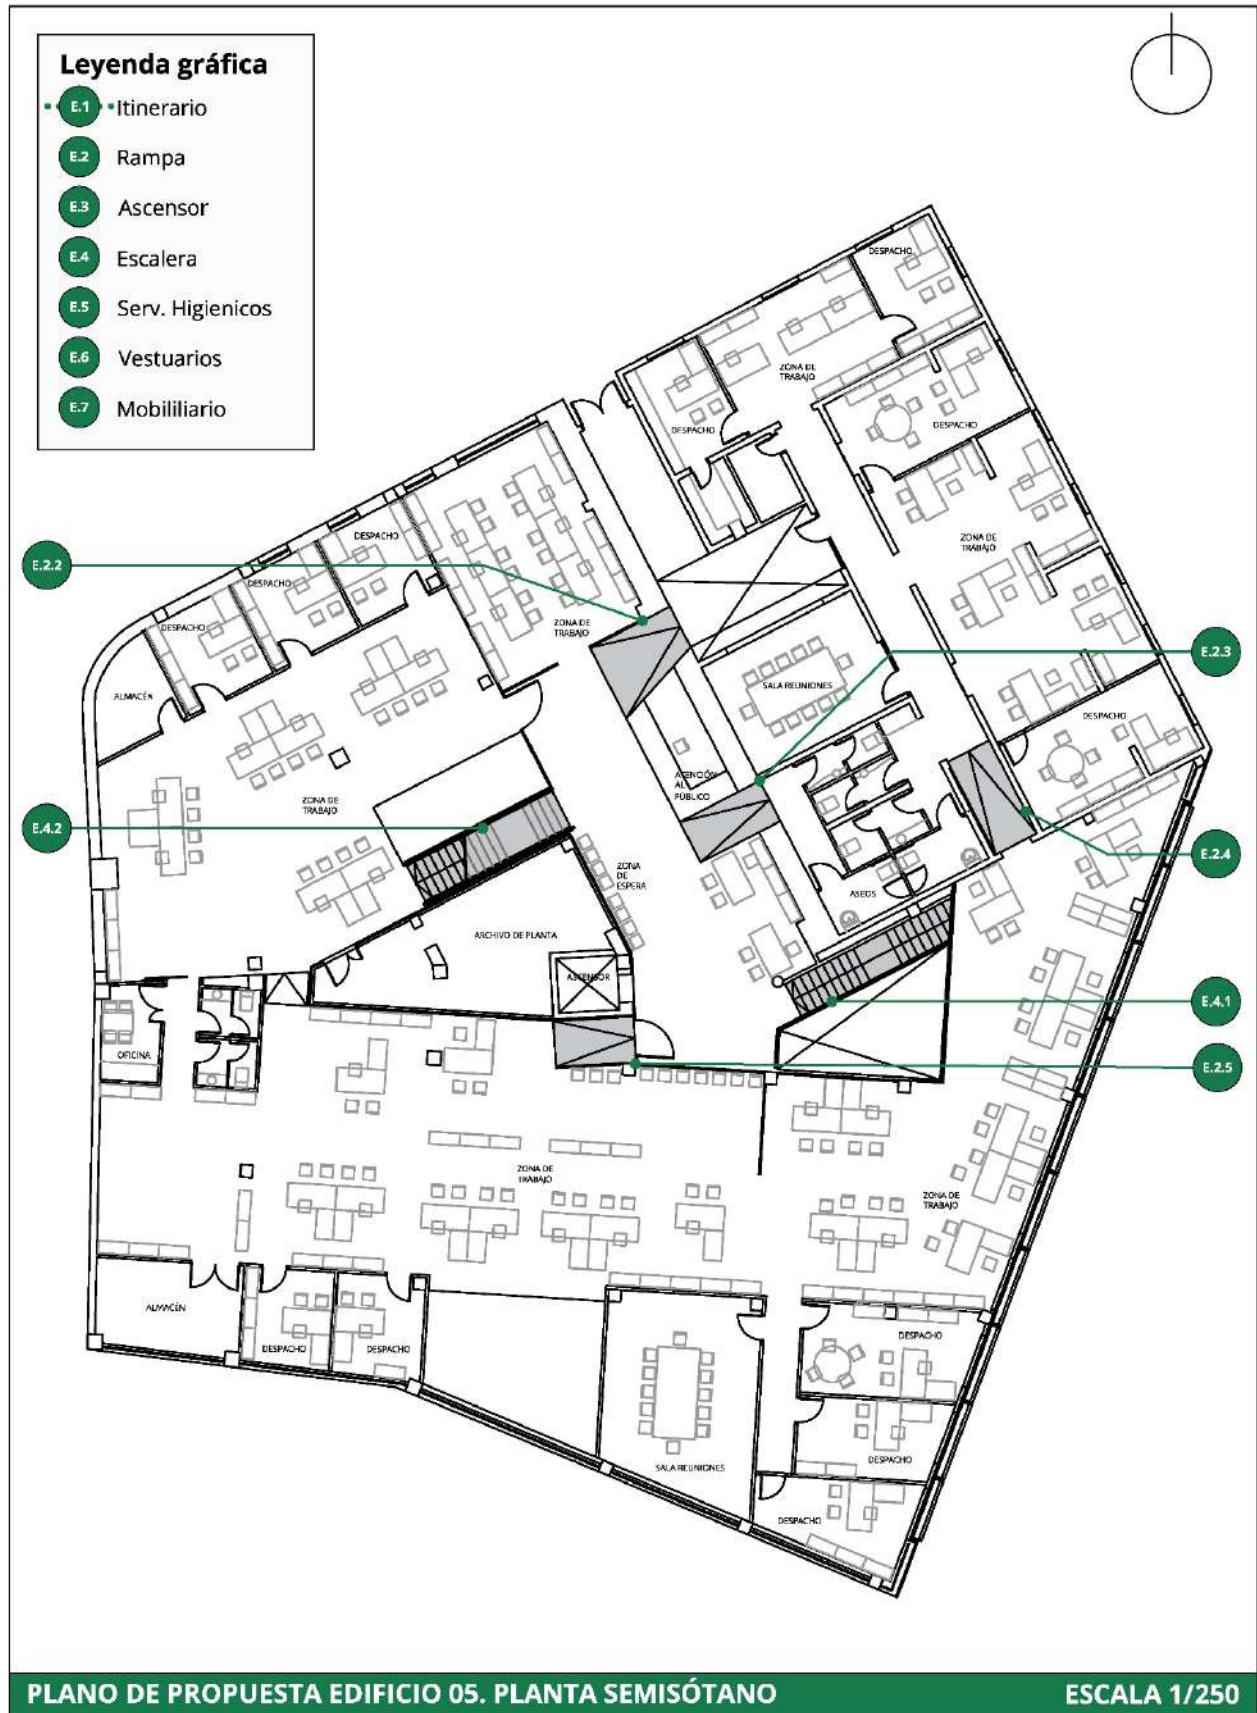 Leyenda gráfica
E.1 Itinerario
E.2 Rampa
E.3 Ascensor
E.4 Escalera
E.5 Serv. Higienicos
E.6 Vestuarios
E.7 Mobililiario
DESPACHO
ZONA DE
TRABAJO
DESPACHO
DESPACHO
DESPACHO
ZONA DE
TRABAJO
E.2.2
DESPACHO
DESPACHO
ZONA DE
TRABAJO
E.2.3
SALA REUNIONES
ALMACÉN
DESPACHO
ATENCIÓN
AL
PÚBLICO
ZONA DE
TRABAJO
E.4.2
E.2.4
ZONA
DE
ESPERA
ASEOS
ARCHIVO DE PLANTA
ASCENSOR
E.4.1
OFICINA
E.2.5
ZONA DE
TRABAJO
ZONA DE
TRABAJO
ALMACÉN
DESPACHO
DESPACHO
DESPACHO
DESPACHO
SALA REUNIONES
DESPACHO
PLANO DE PROPUESTA EDIFICIO 05. PLANTA SEMISÓTANO
ESCALA 1/250